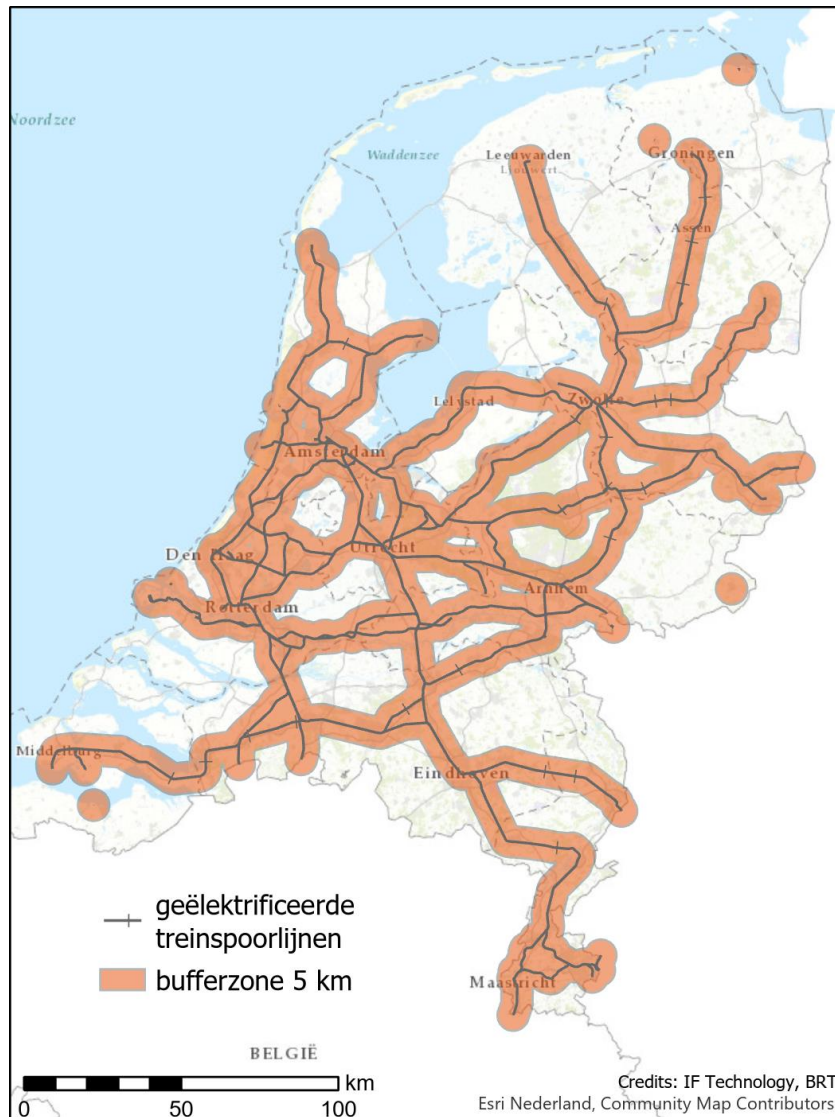 Noordzee
Waddenzee
Leeuwarden
Ljouwert
Groningen
Assen
Lelystad
Zwolle
Amsterdam
Den Haag
Utrecht
Rotterdam
Arnhem
Middelburg
Eindhoven
geëlektrificeerde
treinspoorlijnen
bufferzone 5 km
Maastricht
BELGIË
km
0 50 100
Credits: IF Technology, BRT
Esri Nederland, Community Map Contributors